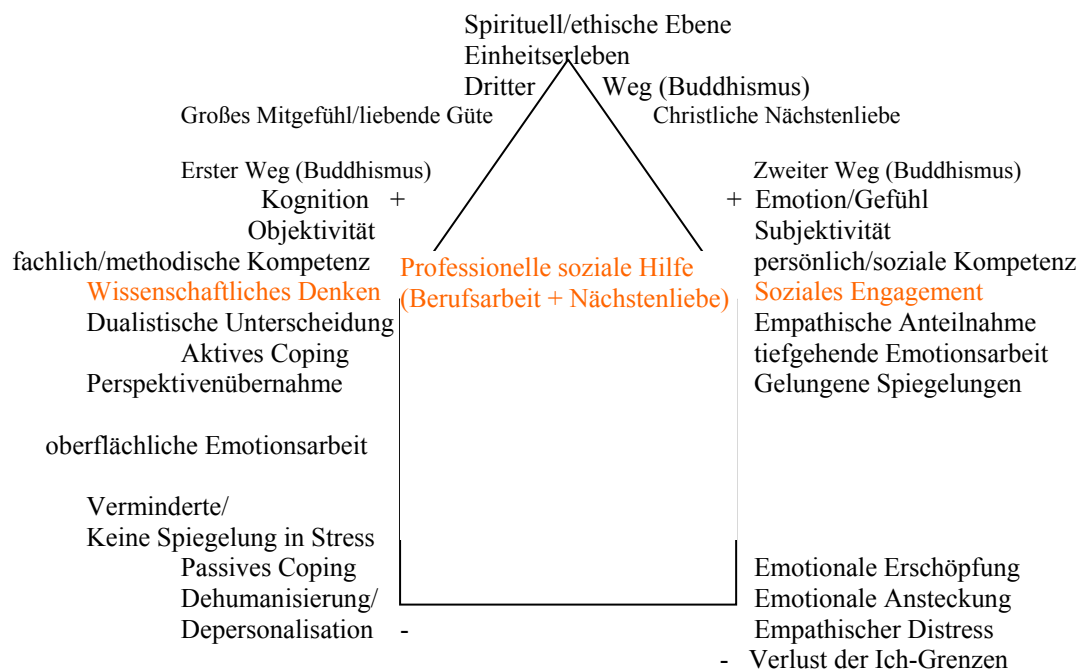 Spirituell/ethische Ebene
Einheitserleben
Dritter Weg (Buddhismus)
Großes Mitgefühl/liebende Güte
Christliche Nächstenliebe
Erster Weg (Buddhismus)
Kognition +
Objektivität
fachlich/methodische Kompetenz
Wissenschaftliches Denken
Dualistische Unterscheidung
Aktives Coping
Perspektivenübernahme
oberflächliche Emotionsarbeit
Verminderte/
Keine Spiegelung in Stress
Passives Coping
Dehumanisierung/
Depersonalisation -
Professionelle soziale Hilfe
(Berufsarbeit + Nächstenliebe)
Zweiter Weg (Buddhismus)
+ Emotion/Gefühl
Subjektivität
persönlich/soziale Kompetenz
Soziales Engagement
Empathische Anteilnahme
tiefgehende Emotionsarbeit
Gelungene Spiegelungen
Emotionale Erschöpfung
Emotionale Ansteckung
Empathischer Distress
- Verlust der Ich-Grenzen